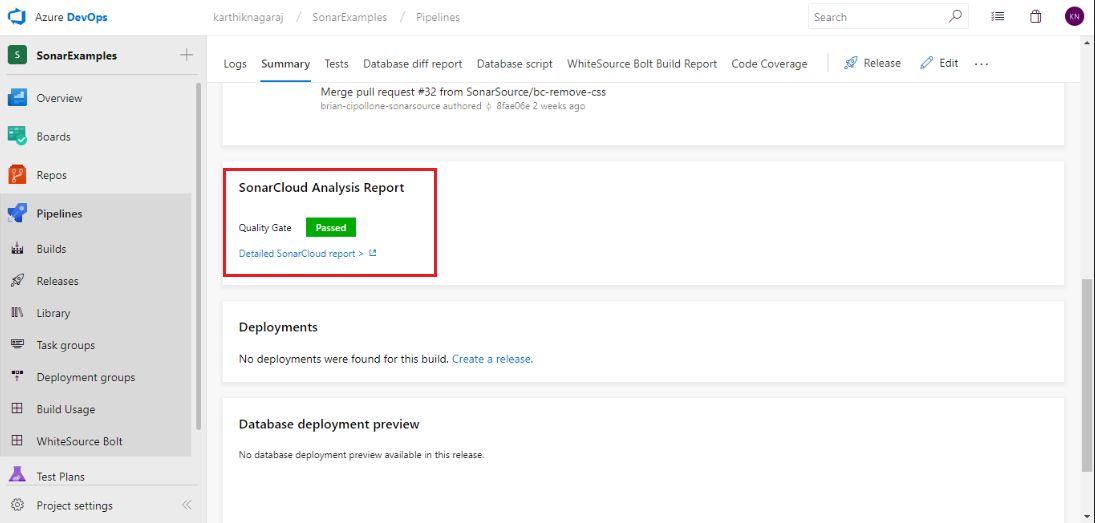 Azure DevOps
karthiknagaraj / SonarExamples / Pipelines
Search
KN
S SonarExamples
Overview
Boards
Repos
Pipelines
Builds
Releases
Library
Task groups
Deployment groups
Build Usage
WhiteSource Bolt
Test Plans
Project settings
Logs Summary Tests Database diff report Database script WhiteSource Bolt Build Report Code Coverage Release Edit ...
Merge pull request #32 from SonarSource/bc-remove-css
brian-cipollone-sonarsource authored 8fae06e 2 weeks ago
SonarCloud Analysis Report
Quality Gate Passed
Detailed SonarCloud report >
Deployments
No deployments were found for this build. Create a release.
Database deployment preview
No database deployment preview available in this release.